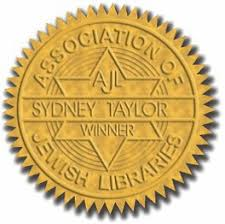 ASSOCIATION OF
AJL
SYDNEY TAYLOR
WINNER
JEWISH LIBRARIES